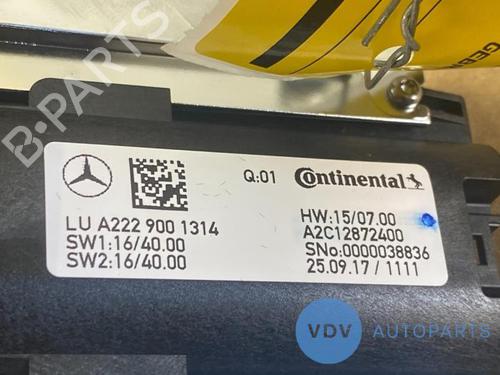 B-PARTS
GEB
Q:01
Continental
LU A222 900 1314
SW1:16/40.00
SW2:16/40.00
HW:15/07.00
A2C12872400
SNo:0000038836
25.09.17 / 1111
VDV AUTOPARTS